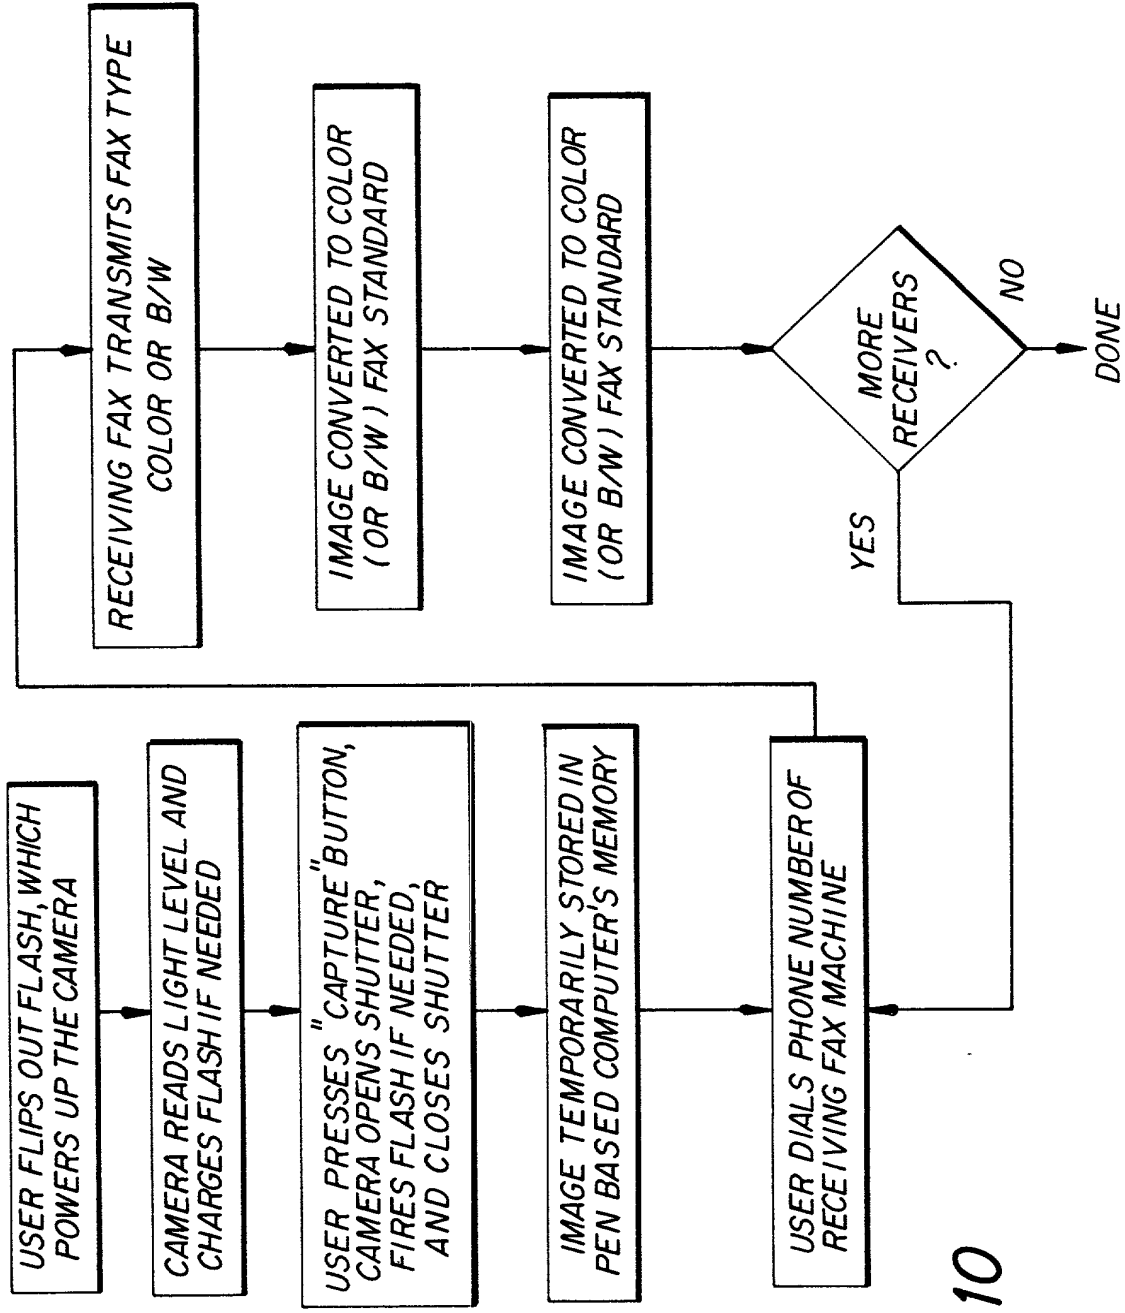 USER FLIPS OUT FLASH, WHICH
POWERS UP THE CAMERA
CAMERA READS LIGHT LEVEL AND
CHARGES FLASH IF NEEDED
USER PRESSES "CAPTURE" BUTTON,
CAMERA OPENS SHUTTER,
FIRES FLASH IF NEEDED,
AND CLOSES SHUTTER
IMAGE TEMPORARILY STORED IN
PEN BASED COMPUTER'S MEMORY
USER DIALS PHONE NUMBER OF
RECEIVING FAX MACHINE
RECEIVING FAX TRANSMITS FAX TYPE
COLOR OR B/W
IMAGE CONVERTED TO COLOR
(OR B/W) FAX STANDARD
IMAGE CONVERTED TO COLOR
(OR B/W) FAX STANDARD
MORE
RECEIVERS
?
YES
NO
DONE
10